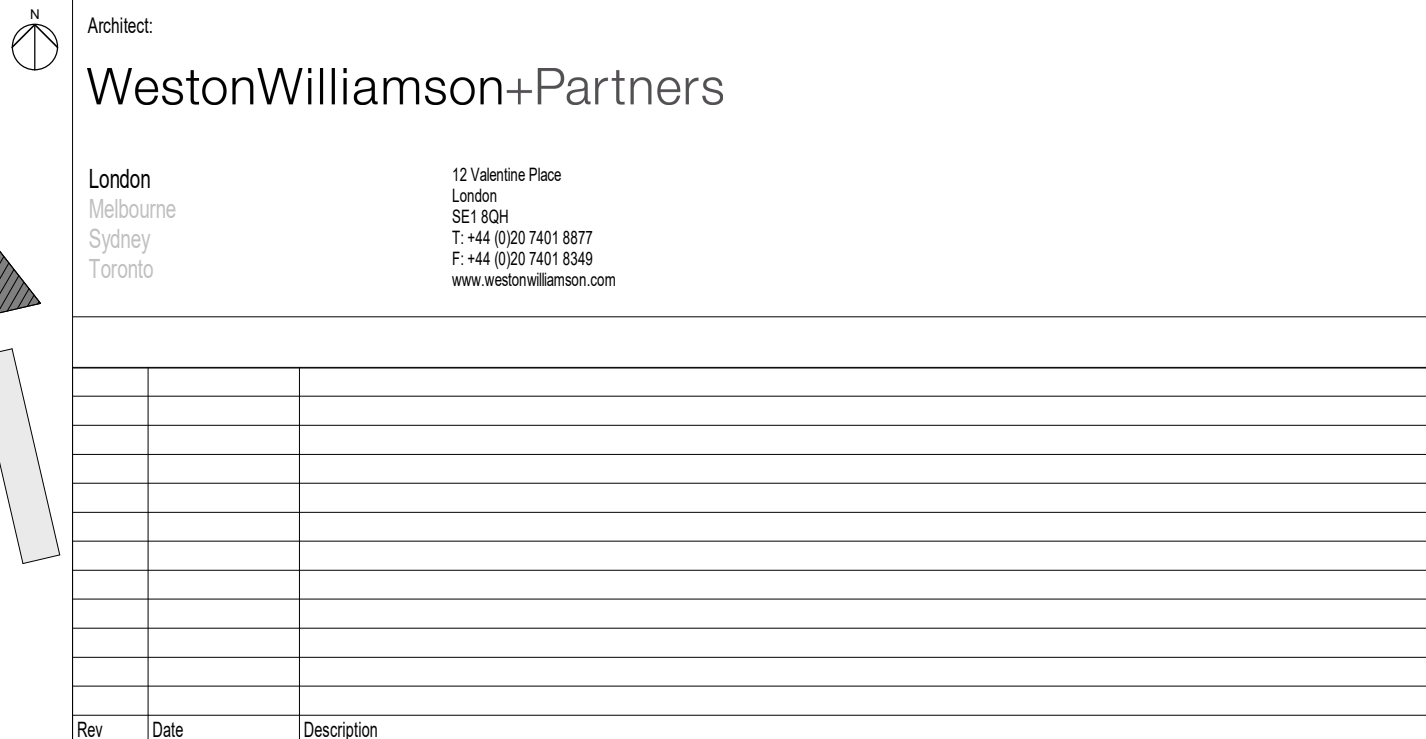 N
Architect:
WestonWilliamson+Partners
London
Melbourne
Sydney
Toronto
12 Valentine Place
London
SE1 8QH
T: +44 (0)20 7401 8877
F: +44 (0)20 7401 8349
www.westonwilliamson.com
Rev Date Description